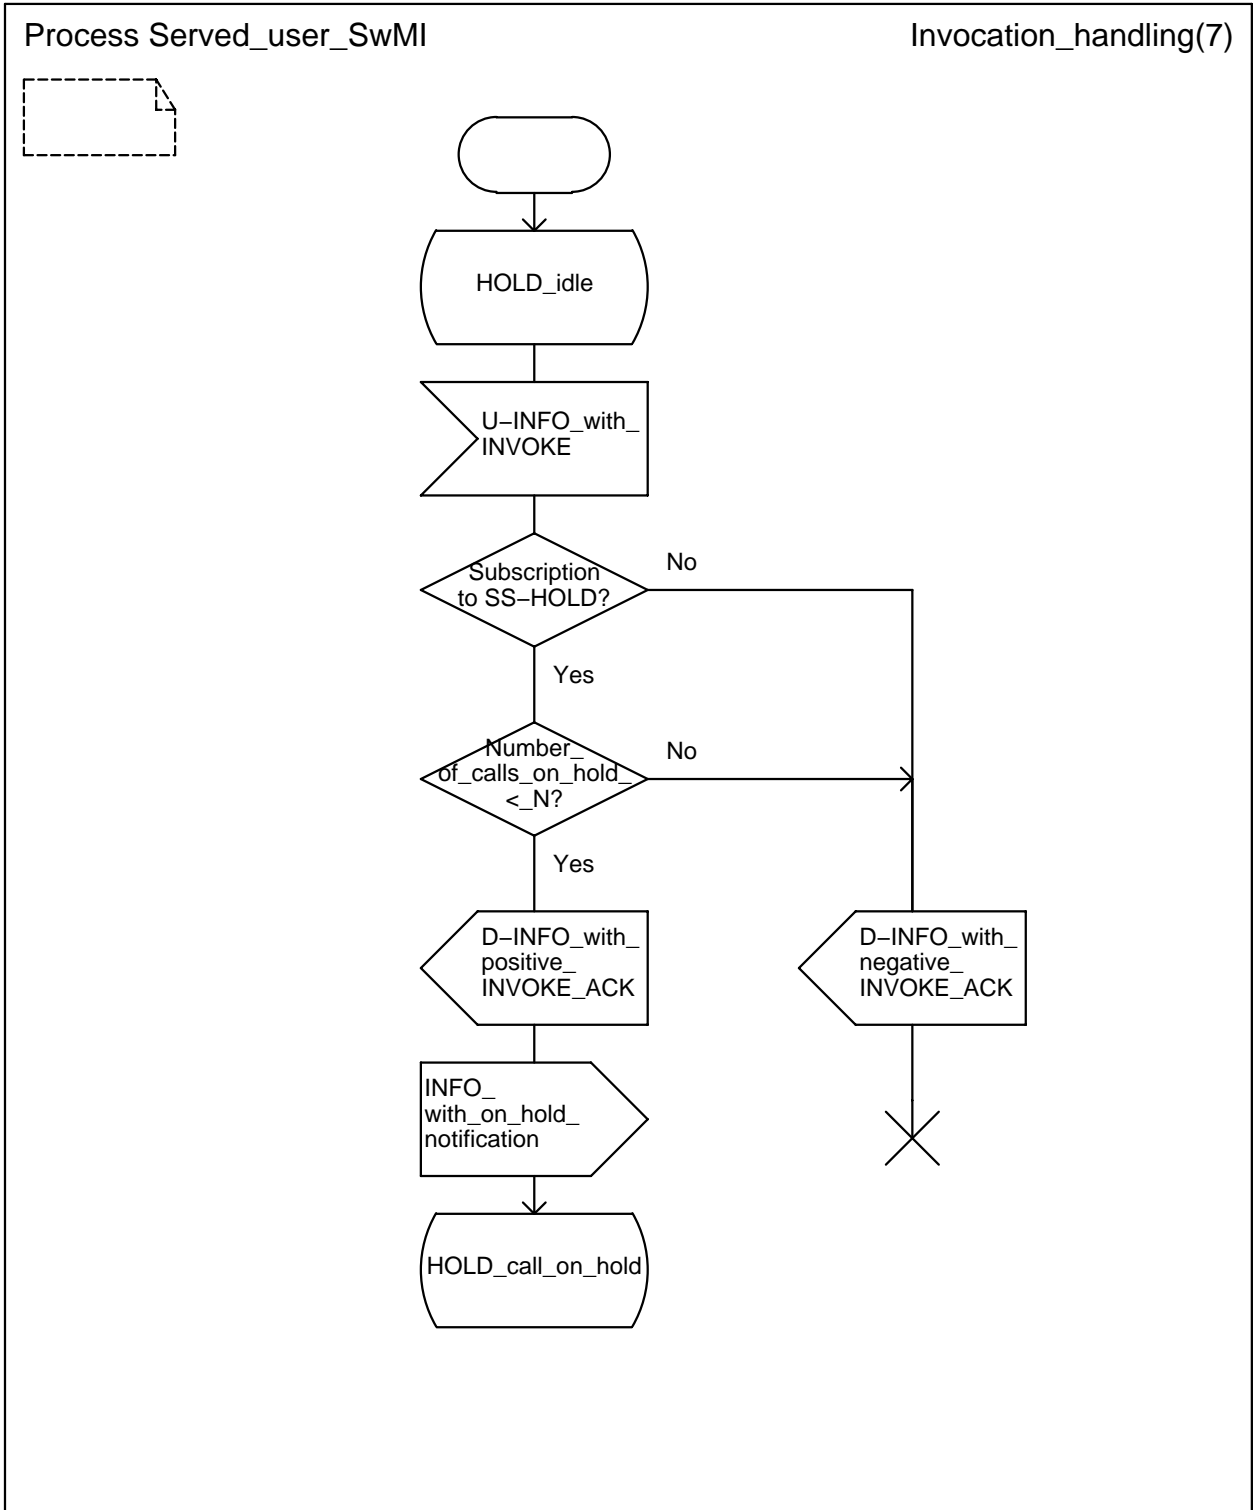 Process Served_user_SwMI
Invocation_handling(7)
HOLD_idle
U−INFO_with_
INVOKE
Subscription
to SS−HOLD?
No
Yes
Number_
of_calls_on_hold_
<_N?
No
Yes
D−INFO_with_
positive_
INVOKE_ACK
D−INFO_with_
negative_
INVOKE_ACK
INFO_
with_on_hold_
notification
HOLD_call_on_hold